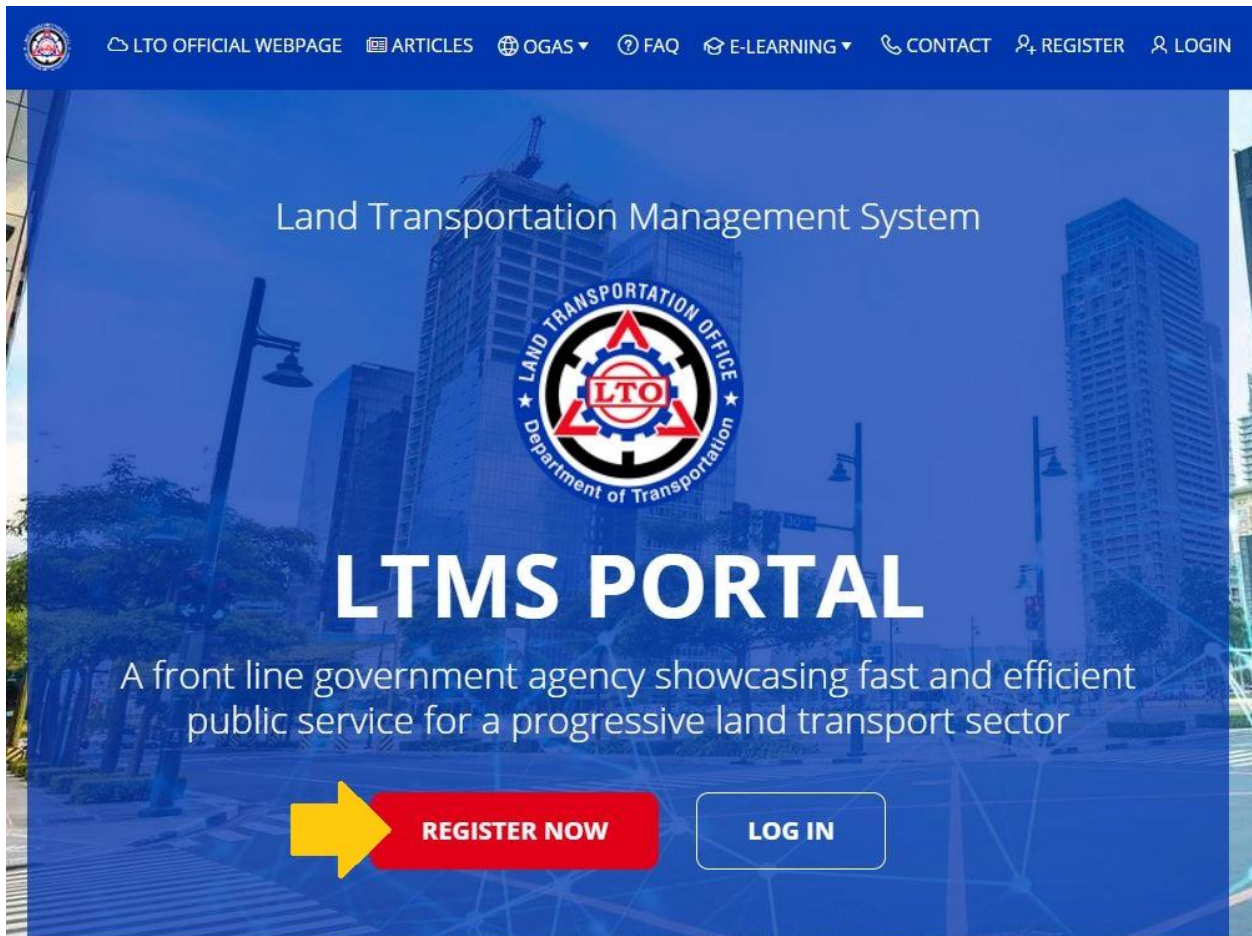 LTO OFFICIAL WEBPAGE ARTICLES OGAS FAQ E-LEARNING CONTACT REGISTER LOGIN
Land Transportation Management System
LAND TRANSPORTATION OFFICE
LTO
Department of Transportation
LTMS PORTAL
A front line government agency showcasing fast and efficient
public service for a progressive land transport sector
REGISTER NOW LOG IN